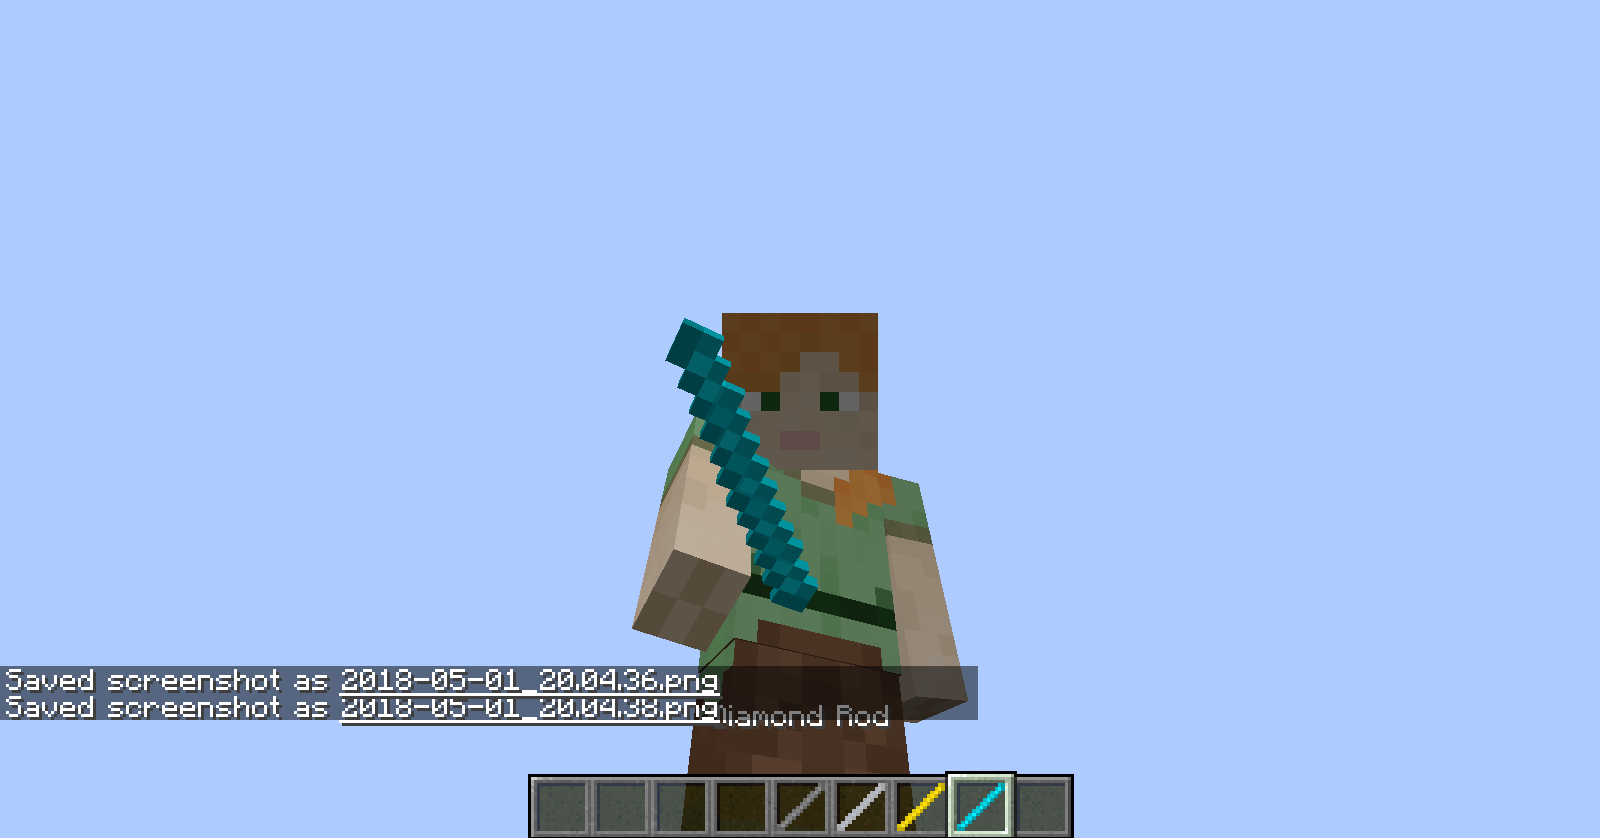 Saved screenshot as 2018-05-01_20.04.36.png
Saved screenshot as 2018-05-01_20.04.38.png
Diamond Rod